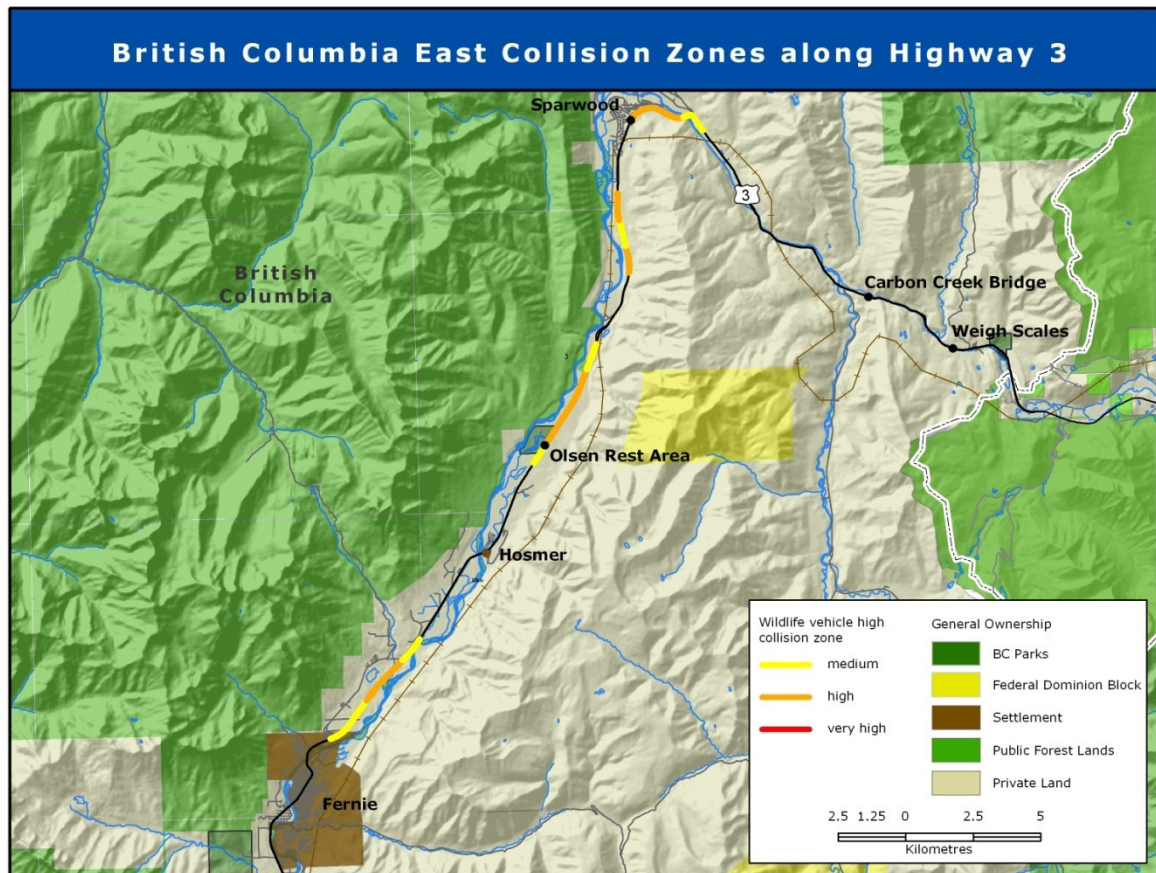 British Columbia East Collision Zones along Highway 3
Sparwood
3
British
Columbia
Carbon Creek Bridge
Weigh Scales
3
Olsen Rest Area
Hosmer
Fernie
Wildlife vehicle high
collision zone
medium
high
very high
General Ownership
BC Parks
Federal Dominion Block
Settlement
Public Forest Lands
Private Land
2.5 1.25 0 2.5 5
Kilometres